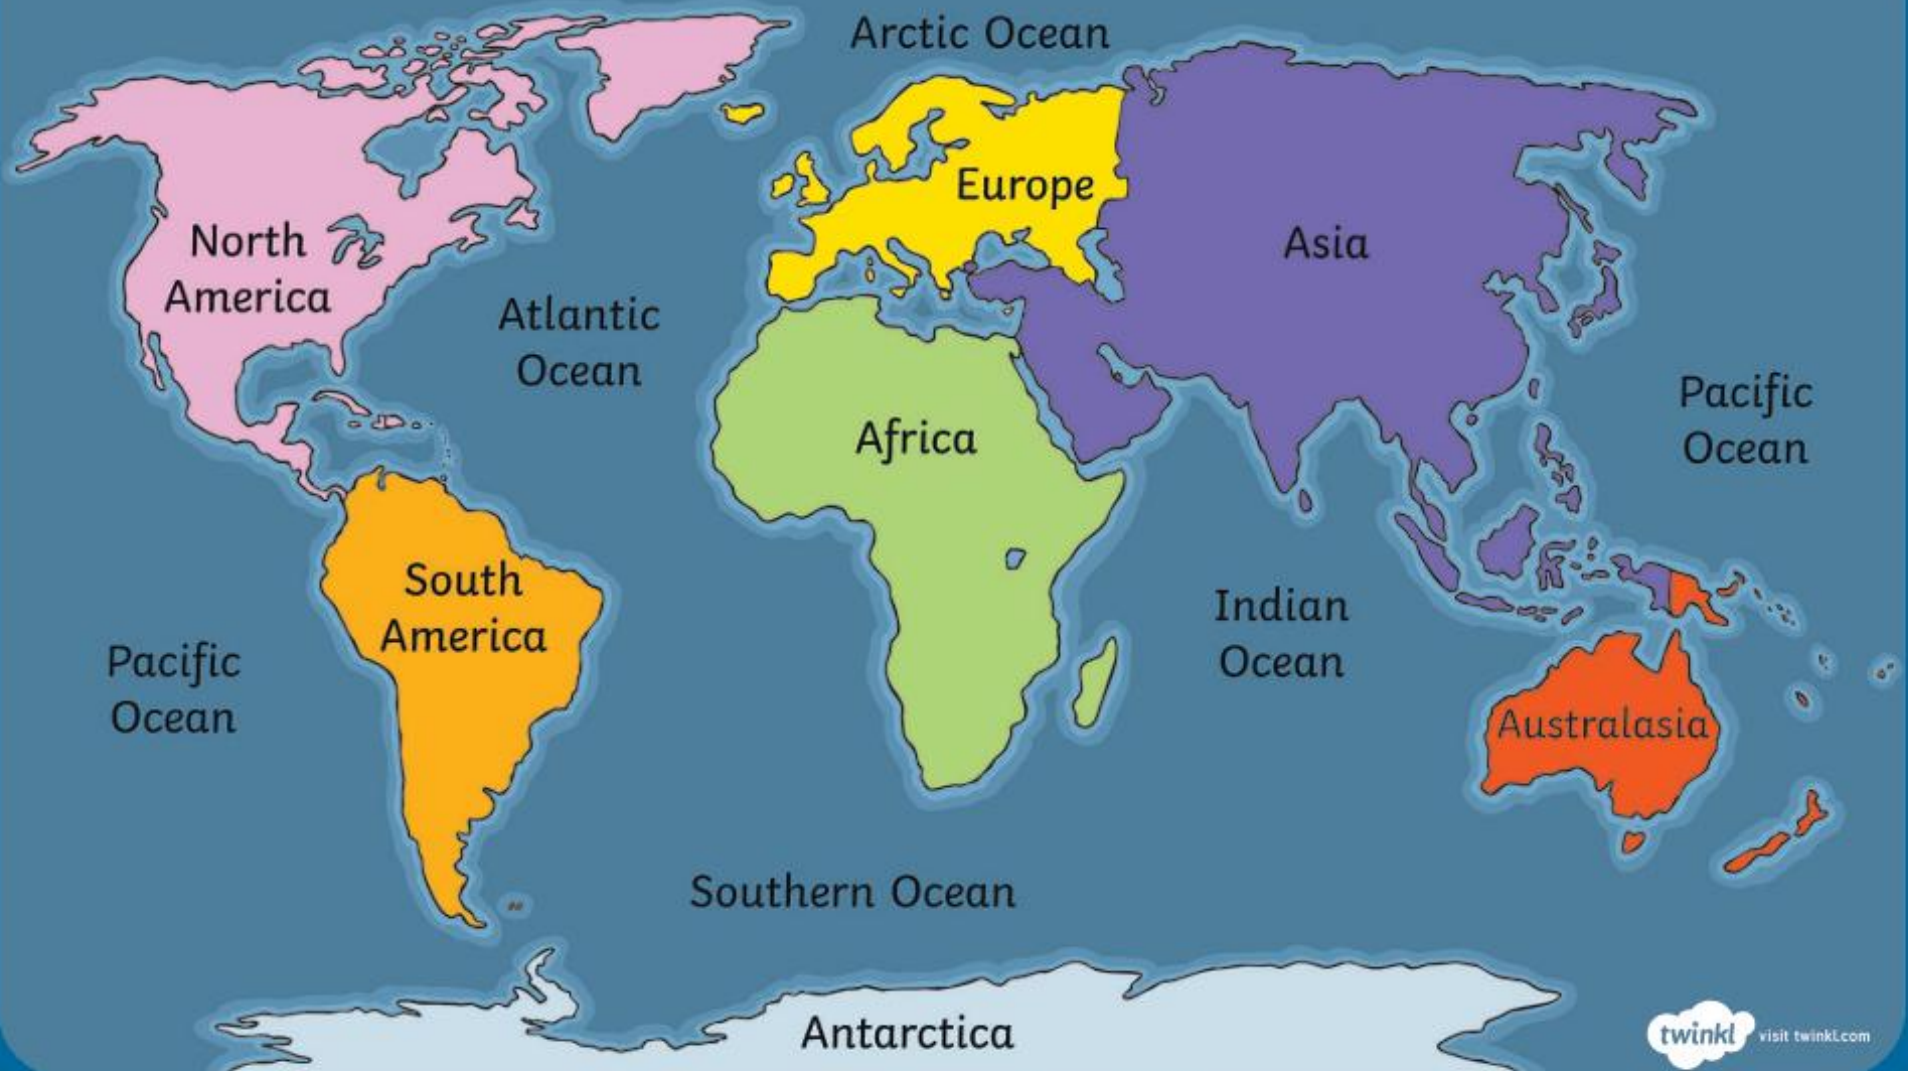 Arctic Ocean
Europe
North
America
Asia
Atlantic
Ocean
Pacific
Ocean
Africa
South
America
Indian
Ocean
Pacific
Ocean
Australasia
Southern Ocean
Antarctica
twinkl visit twinkl.com